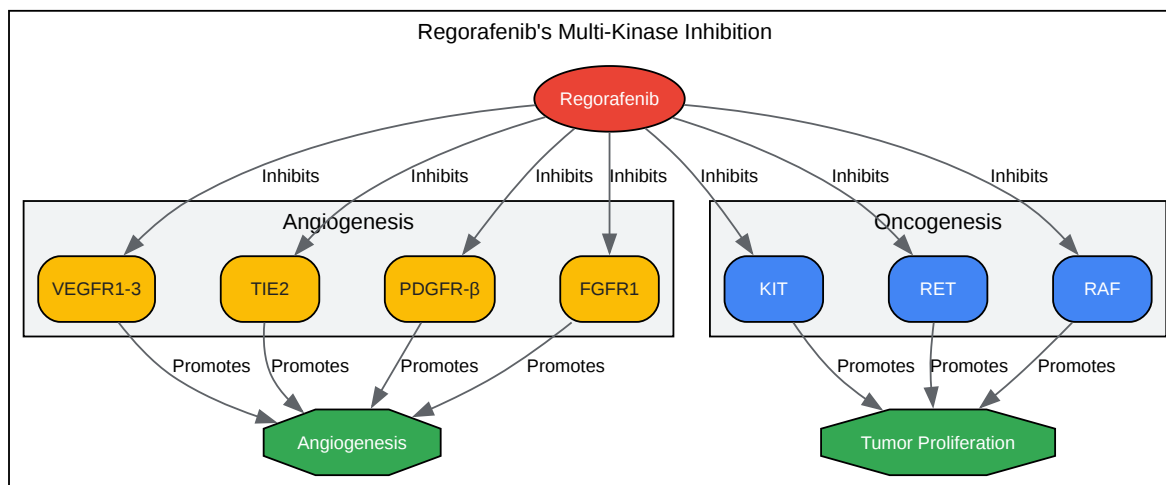 Regorafenib's Multi-Kinase Inhibition
Regorafenib
Inhibits
Inhibits
Inhibits
Inhibits
Inhibits
Inhibits
Inhibits
Angiogenesis
Oncogenesis
VEGFR1-3
TIE2
PDGFR-β
FGFR1
KIT
RET
RAF
Promotes
Promotes
Promotes
Promotes
Promotes
Promotes
Promotes
Angiogenesis
Tumor Proliferation